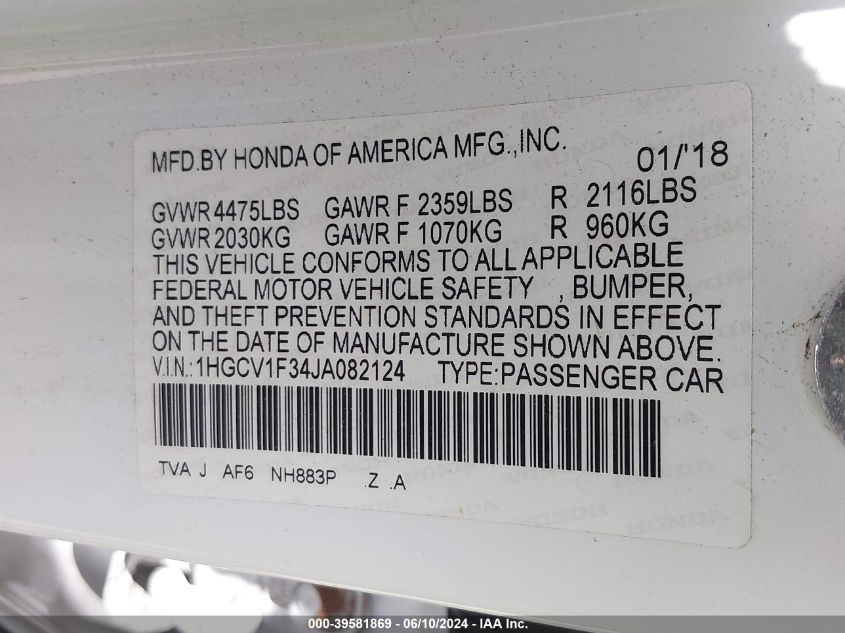 MFD.BY HONDA OF AMERICA MFG.,INC. 01/'18
GVWR 4475LBS GAWR F 2359LBS R 2116LBS
GVWR 2030KG GAWR F 1070KG R 960KG
THIS VEHICLE CONFORMS TO ALL APPLICABLE
FEDERAL MOTOR VEHICLE SAFETY , BUMPER,
AND THEFT PREVENTION STANDARDS IN EFFECT
ON THE DATE OF MANUFACTURE SHOWN ABOVE.
V.I.N.:1HGCV1F34JA082124 TYPE:PASSENGER CAR
TVA J AF6 NH883P .Z .A
000-39581869 - 06/10/2024 - IAA Inc.